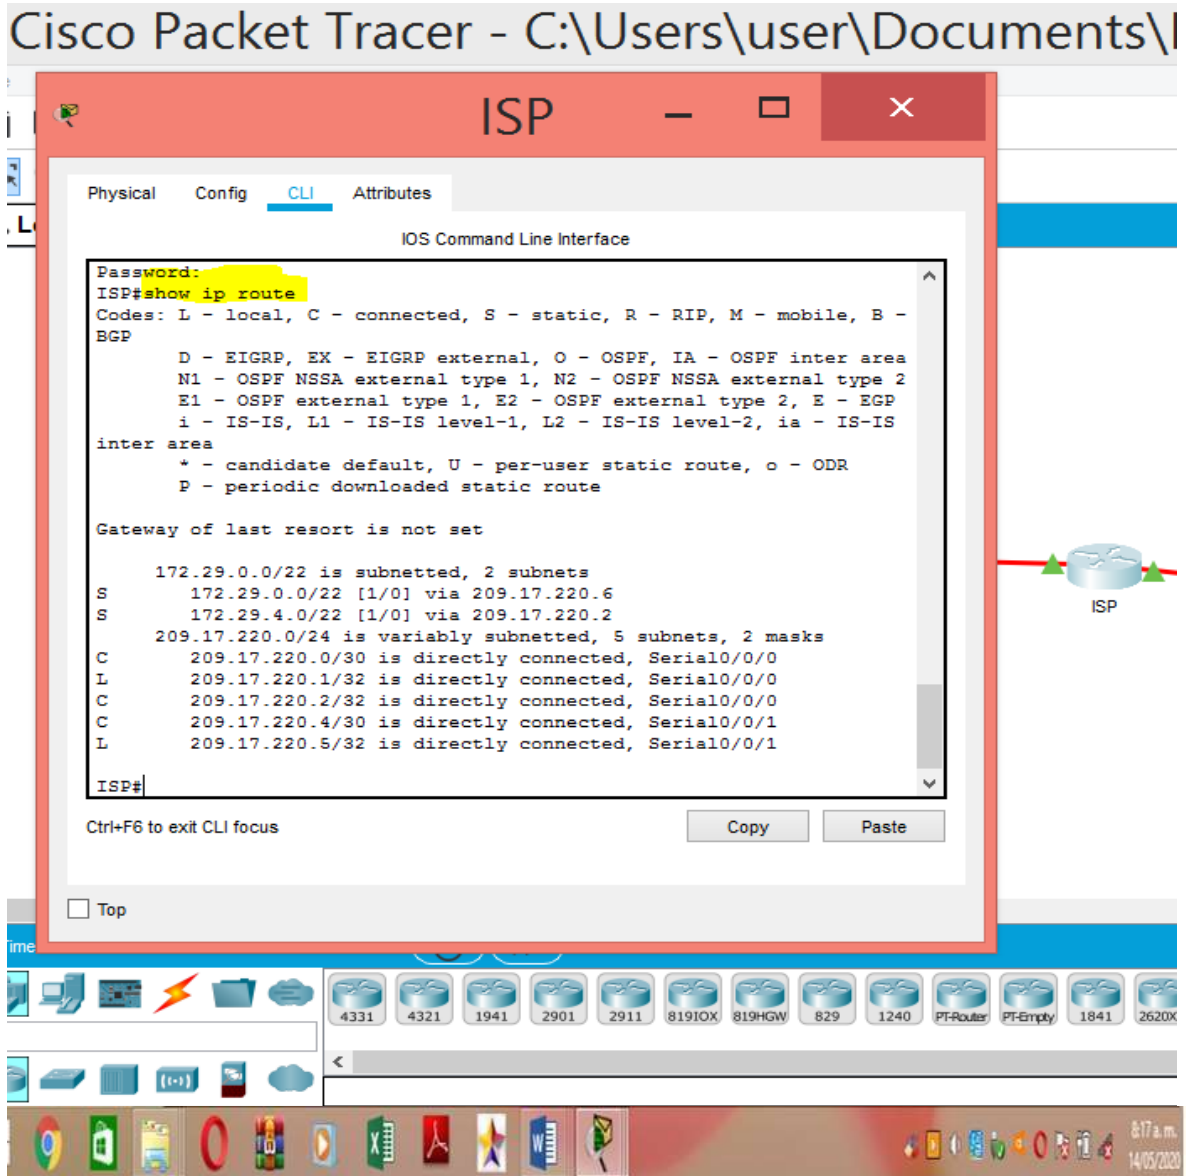 Cisco Packet Tracer - C:\Users\user\Documents\
ISP
Physical Config CLI Attributes
IOS Command Line Interface
Password:
ISP#show ip route
Codes: L - local, C - connected, S - static, R - RIP, M - mobile, B -
BGP
D - EIGRP, EX - EIGRP external, O - OSPF, IA - OSPF inter area
N1 - OSPF NSSA external type 1, N2 - OSPF NSSA external type 2
E1 - OSPF external type 1, E2 - OSPF external type 2, E - EGP
i - IS-IS, L1 - IS-IS level-1, L2 - IS-IS level-2, ia - IS-IS
inter area
* - candidate default, U - per-user static route, o - ODR
P - periodic downloaded static route
Gateway of last resort is not set
172.29.0.0/22 is subnetted, 2 subnets
S 172.29.0.0/22 [1/0] via 209.17.220.6
S 172.29.4.0/22 [1/0] via 209.17.220.2
209.17.220.0/24 is variably subnetted, 5 subnets, 2 masks
C 209.17.220.0/30 is directly connected, Serial0/0/0
L 209.17.220.1/32 is directly connected, Serial0/0/0
C 209.17.220.2/32 is directly connected, Serial0/0/0
C 209.17.220.4/30 is directly connected, Serial0/0/1
L 209.17.220.5/32 is directly connected, Serial0/0/1
ISP#
Ctrl+F6 to exit CLI focus
Copy Paste
Top
ISP
4331 4321 1941 2901 2911 819IOX 819HGW 829 1240 PT-Router PT-Empty 1841 2620X
8:17 a. m.
14/05/2020